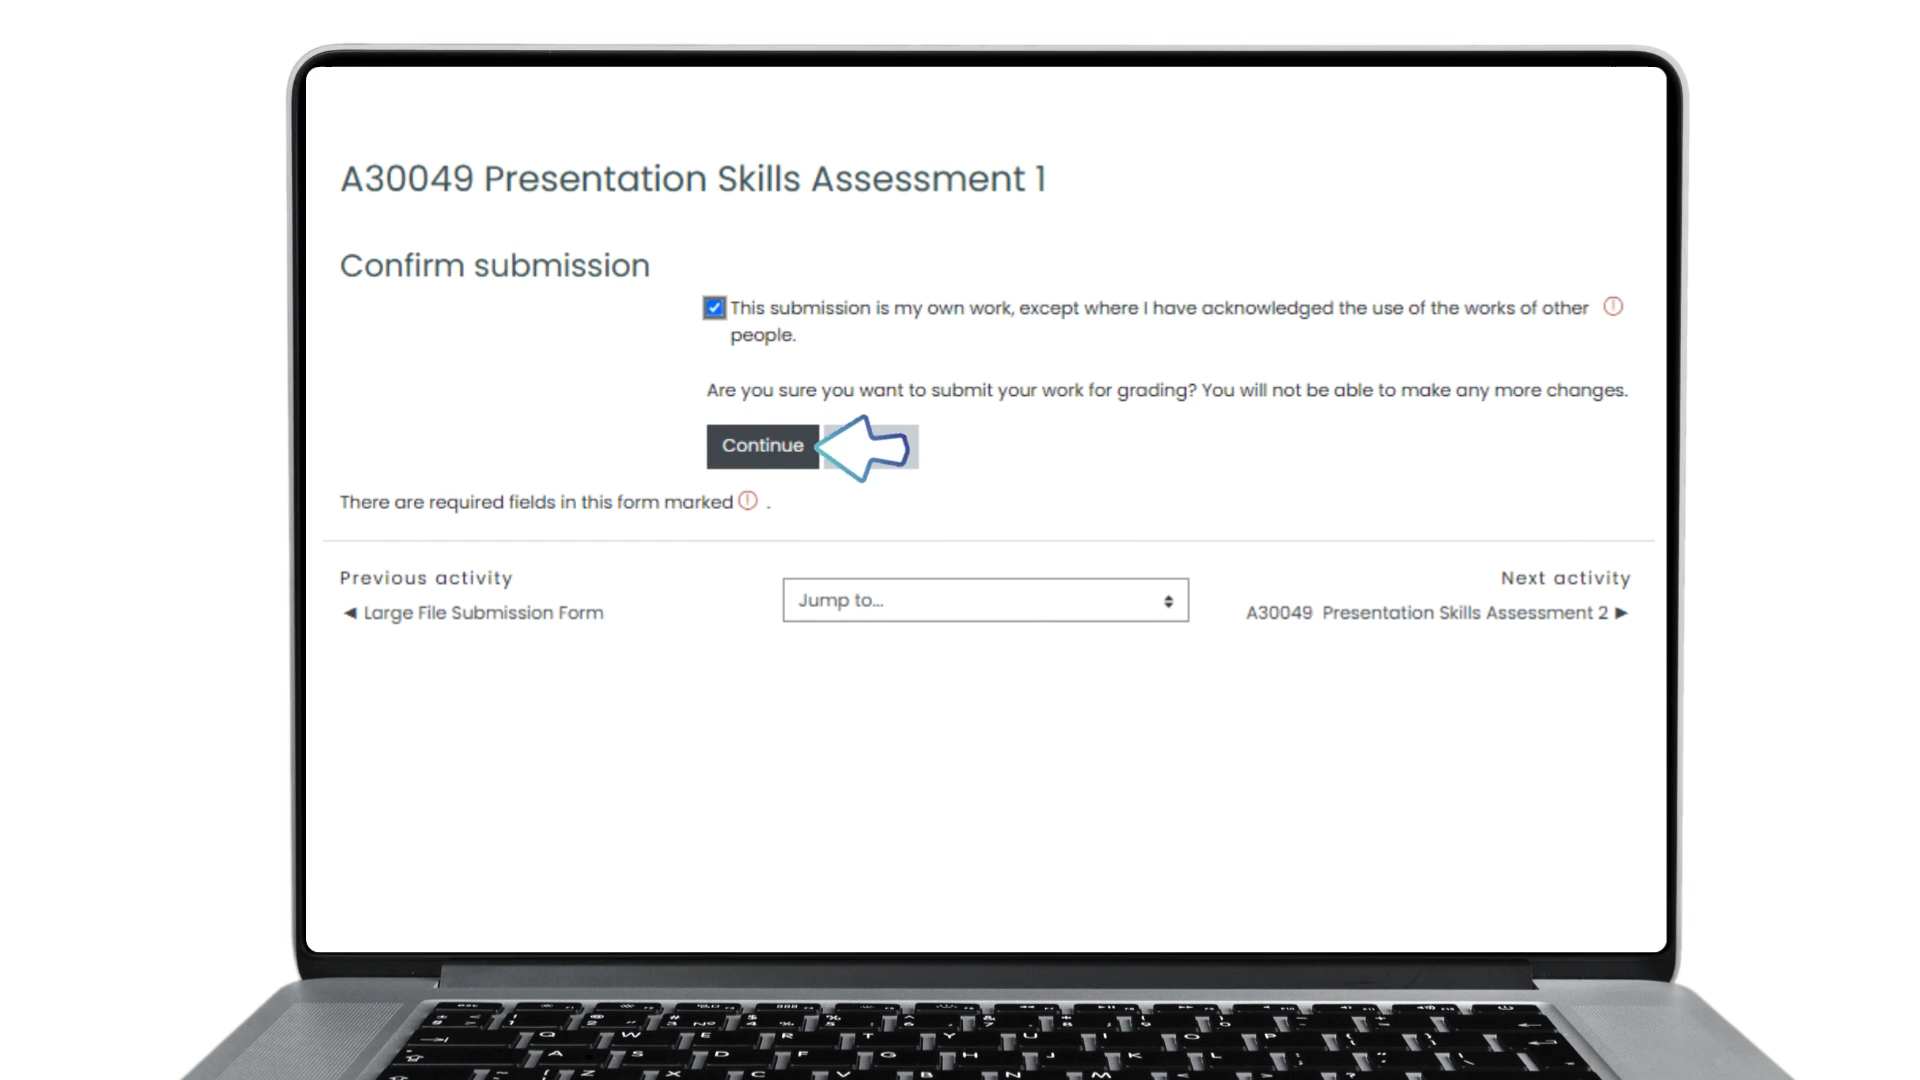 A30049 Presentation Skills Assessment 1
Confirm submission
This submission is my own work, except where I have acknowledged the use of the works of other
people.
Are you sure you want to submit your work for grading? You will not be able to make any more changes.
Continue
There are required fields in this form marked .
Previous activity
Next activity
◄ Large File Submission Form
Jump to...
A30049 Presentation Skills Assessment 2 ►